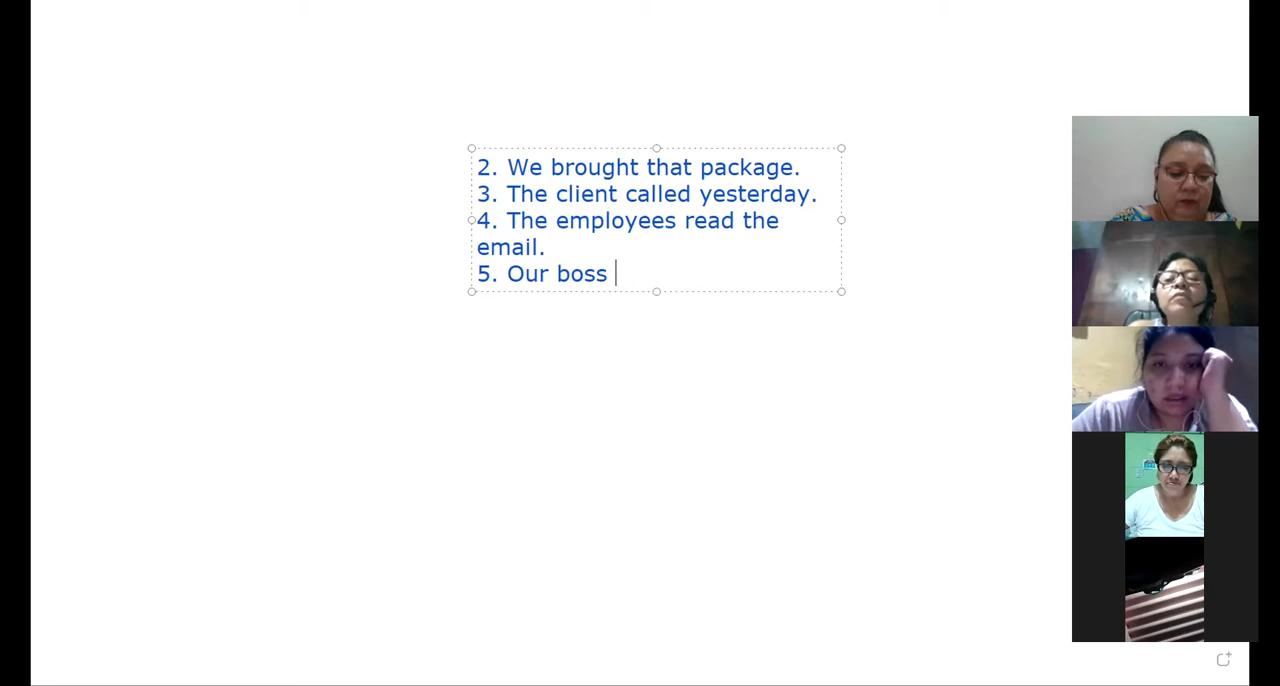 2. We brought that package.
3. The client called yesterday.
4. The employees read the
email.
5. Our boss